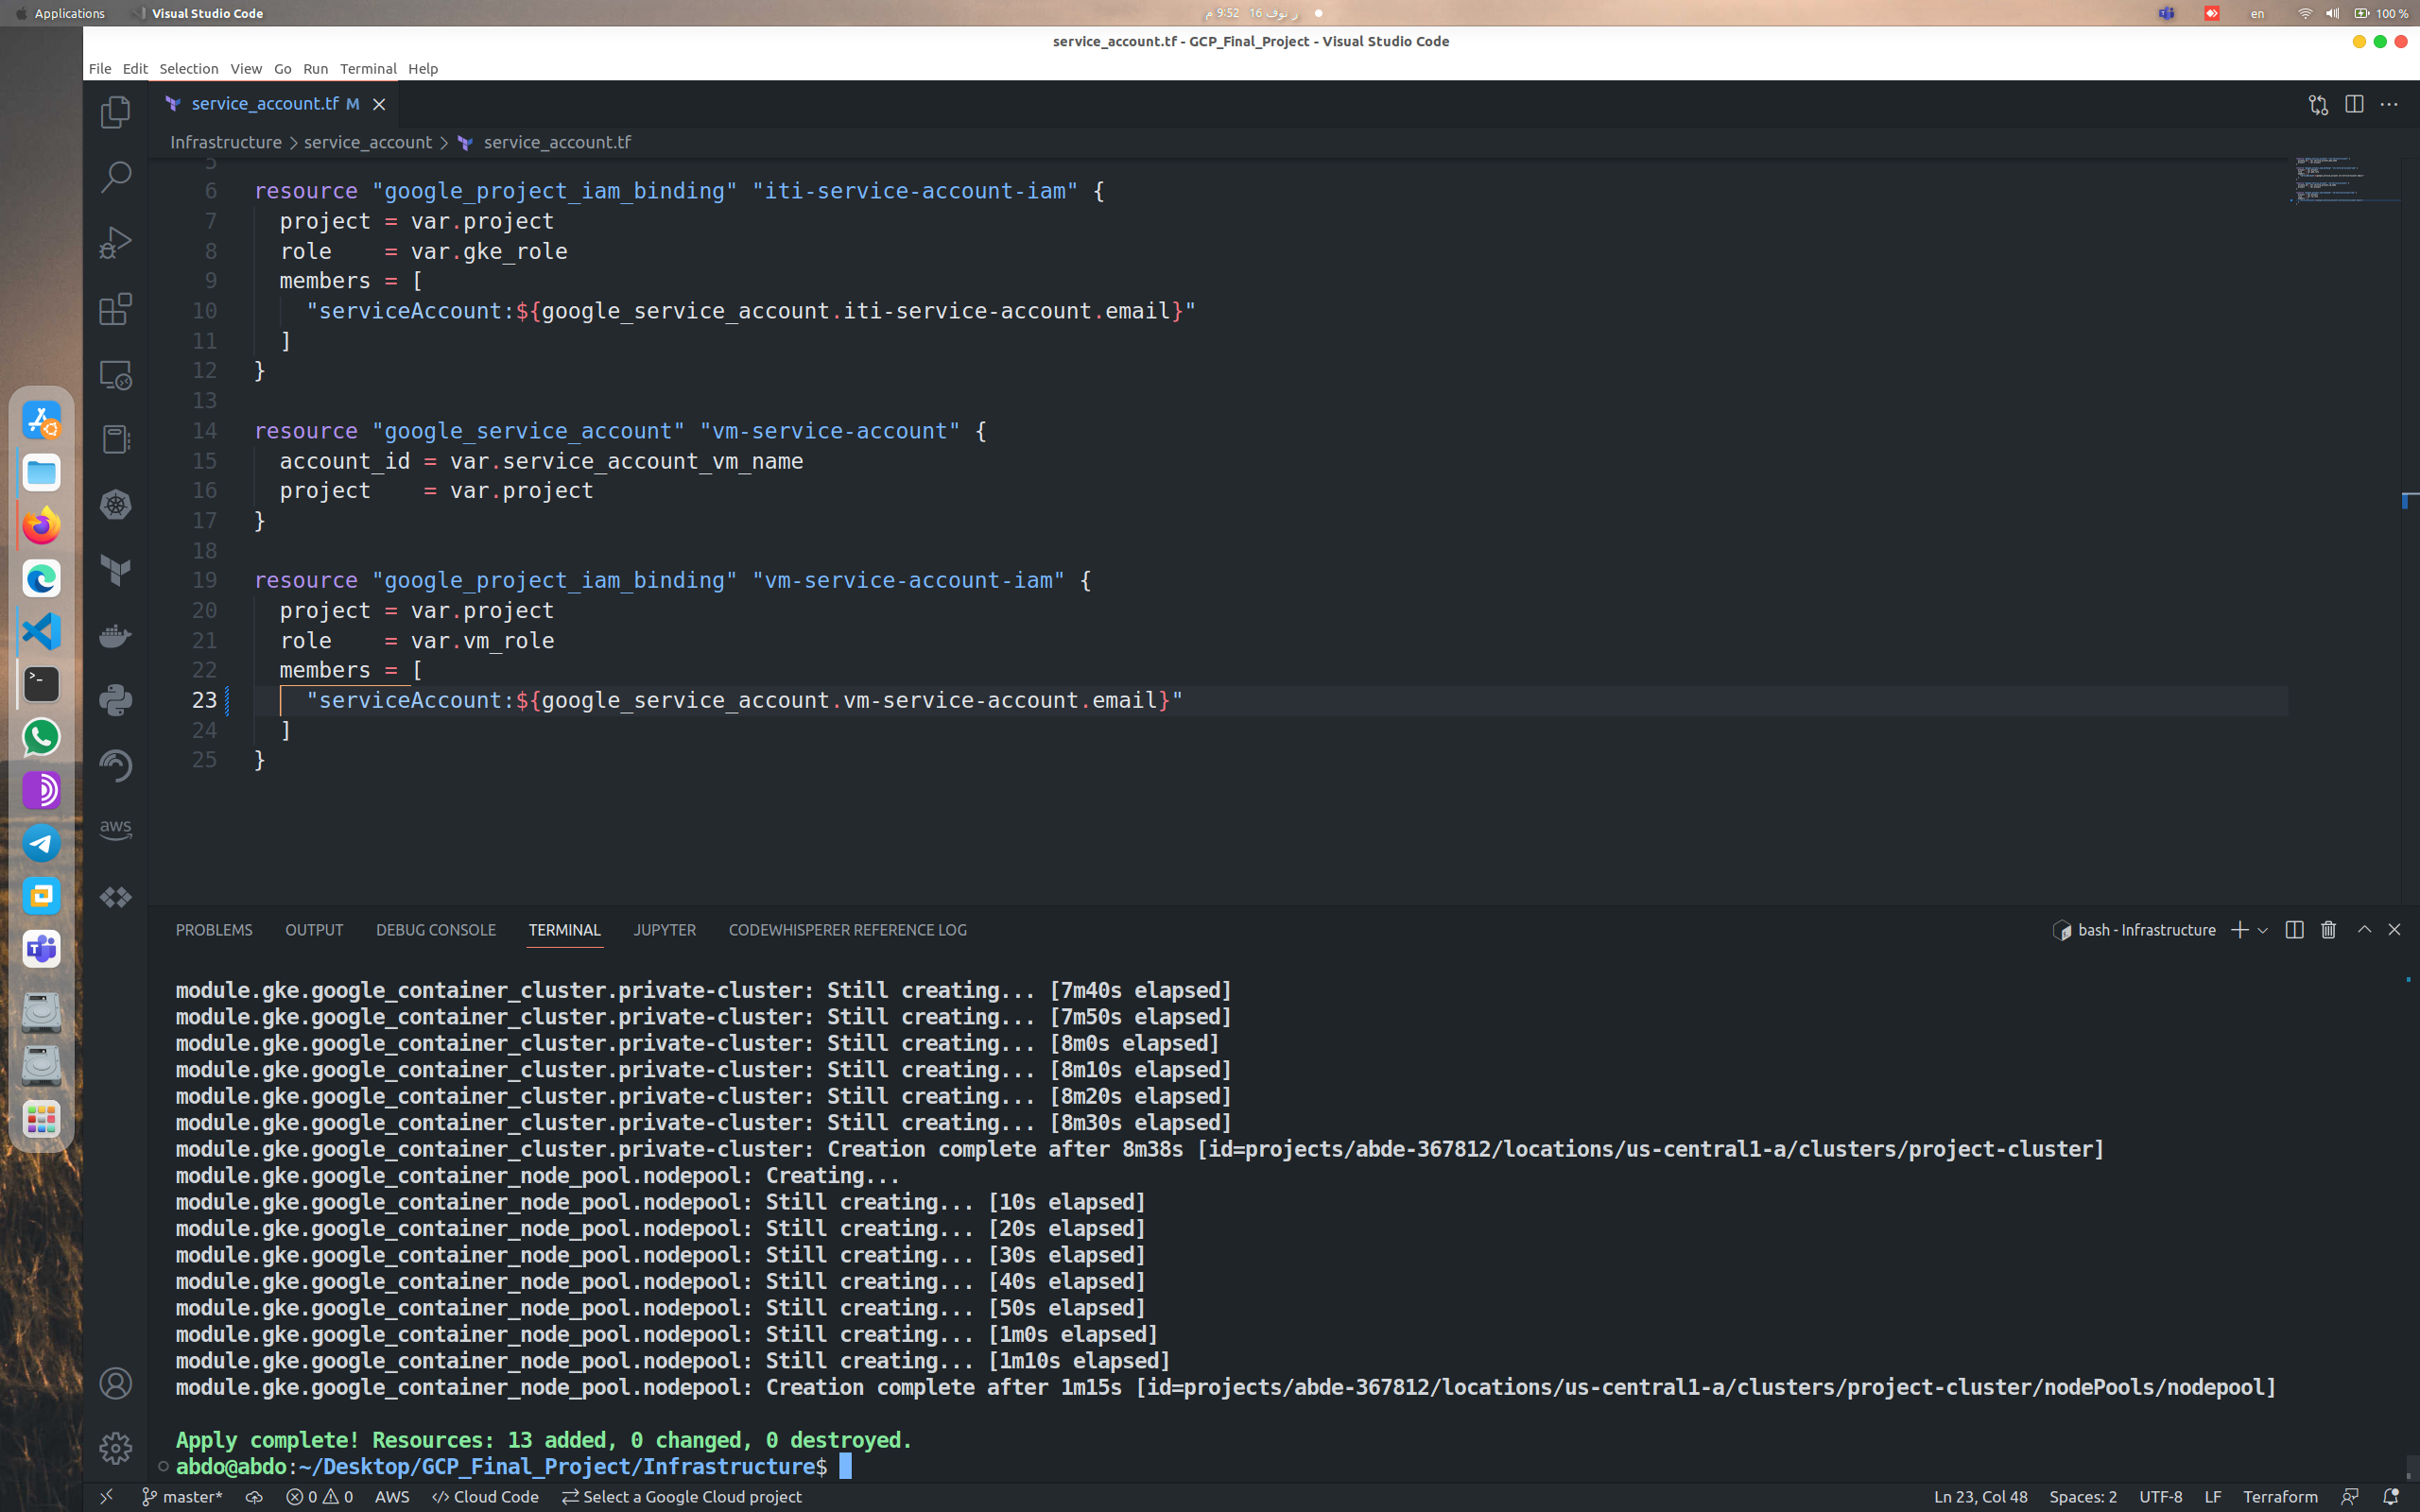 Applications Visual Studio Code ر نوف 16 9:52 م en 100 %
service_account.tf - GCP_Final_Project - Visual Studio Code
File Edit Selection View Go Run Terminal Help
service_account.tf M
Infrastructure > service_account > service_account.tf
5
6 resource "google_project_iam_binding" "iti-service-account-iam" {
7 project = var.project
8 role    = var.gke_role
9 members = [
10 "serviceAccount:${google_service_account.iti-service-account.email}"
11 ]
12 }
13
14 resource "google_service_account" "vm-service-account" {
15 account_id = var.service_account_vm_name
16 project    = var.project
17 }
18
19 resource "google_project_iam_binding" "vm-service-account-iam" {
20 project = var.project
21 role    = var.vm_role
22 members = [
23 "serviceAccount:${google_service_account.vm-service-account.email}"
24 ]
25 }
aws
PROBLEMS OUTPUT DEBUG CONSOLE TERMINAL JUPYTER CODEWHISPERER REFERENCE LOG bash - Infrastructure
module.gke.google_container_cluster.private-cluster: Still creating... [7m40s elapsed]
module.gke.google_container_cluster.private-cluster: Still creating... [7m50s elapsed]
module.gke.google_container_cluster.private-cluster: Still creating... [8m0s elapsed]
module.gke.google_container_cluster.private-cluster: Still creating... [8m10s elapsed]
module.gke.google_container_cluster.private-cluster: Still creating... [8m20s elapsed]
module.gke.google_container_cluster.private-cluster: Still creating... [8m30s elapsed]
module.gke.google_container_cluster.private-cluster: Creation complete after 8m38s [id=projects/abde-367812/locations/us-central1-a/clusters/project-cluster]
module.gke.google_container_node_pool.nodepool: Creating...
module.gke.google_container_node_pool.nodepool: Still creating... [10s elapsed]
module.gke.google_container_node_pool.nodepool: Still creating... [20s elapsed]
module.gke.google_container_node_pool.nodepool: Still creating... [30s elapsed]
module.gke.google_container_node_pool.nodepool: Still creating... [40s elapsed]
module.gke.google_container_node_pool.nodepool: Still creating... [50s elapsed]
module.gke.google_container_node_pool.nodepool: Still creating... [1m0s elapsed]
module.gke.google_container_node_pool.nodepool: Still creating... [1m10s elapsed]
module.gke.google_container_node_pool.nodepool: Creation complete after 1m15s [id=projects/abde-367812/locations/us-central1-a/clusters/project-cluster/nodePools/nodepool]
Apply complete! Resources: 13 added, 0 changed, 0 destroyed.
abdo@abdo:~/Desktop/GCP_Final_Project/Infrastructure$
master* 0 0 AWS Cloud Code Select a Google Cloud project Ln 23, Col 48 Spaces: 2 UTF-8 LF Terraform